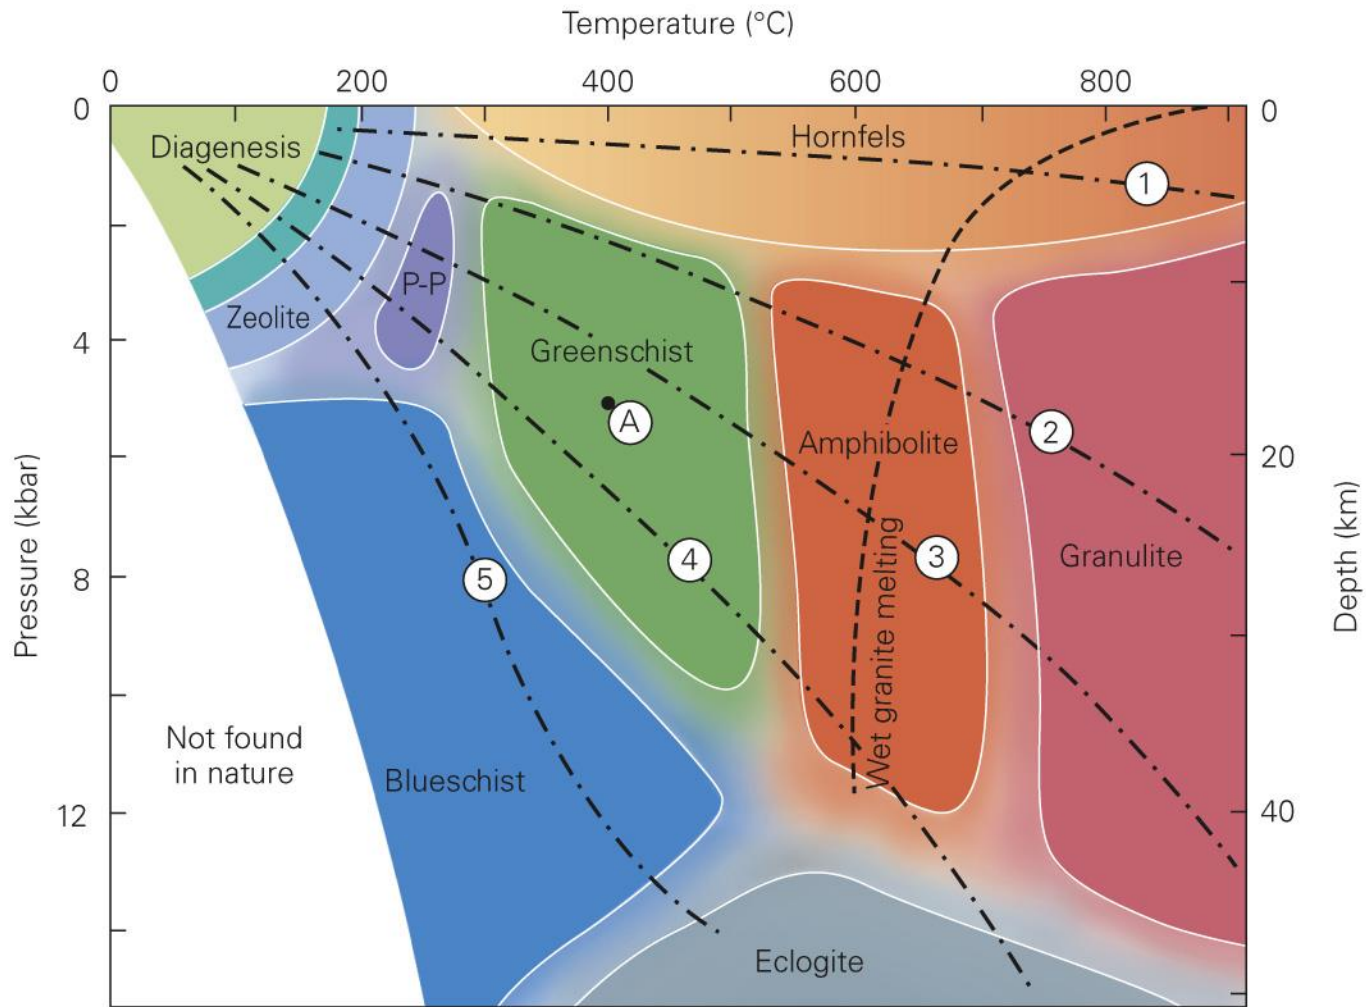 Temperature (°C)
0 200 400 600 800
0
0
Hornfels
Diagenesis
1
P-P
Zeolite
4
Greenschist
A
2
Amphibolite
20
Pressure (kbar)
Wet granite melting
Granulite
Depth (km)
3
4
8
5
Not found
in nature
Blueschist
12
40
Eclogite